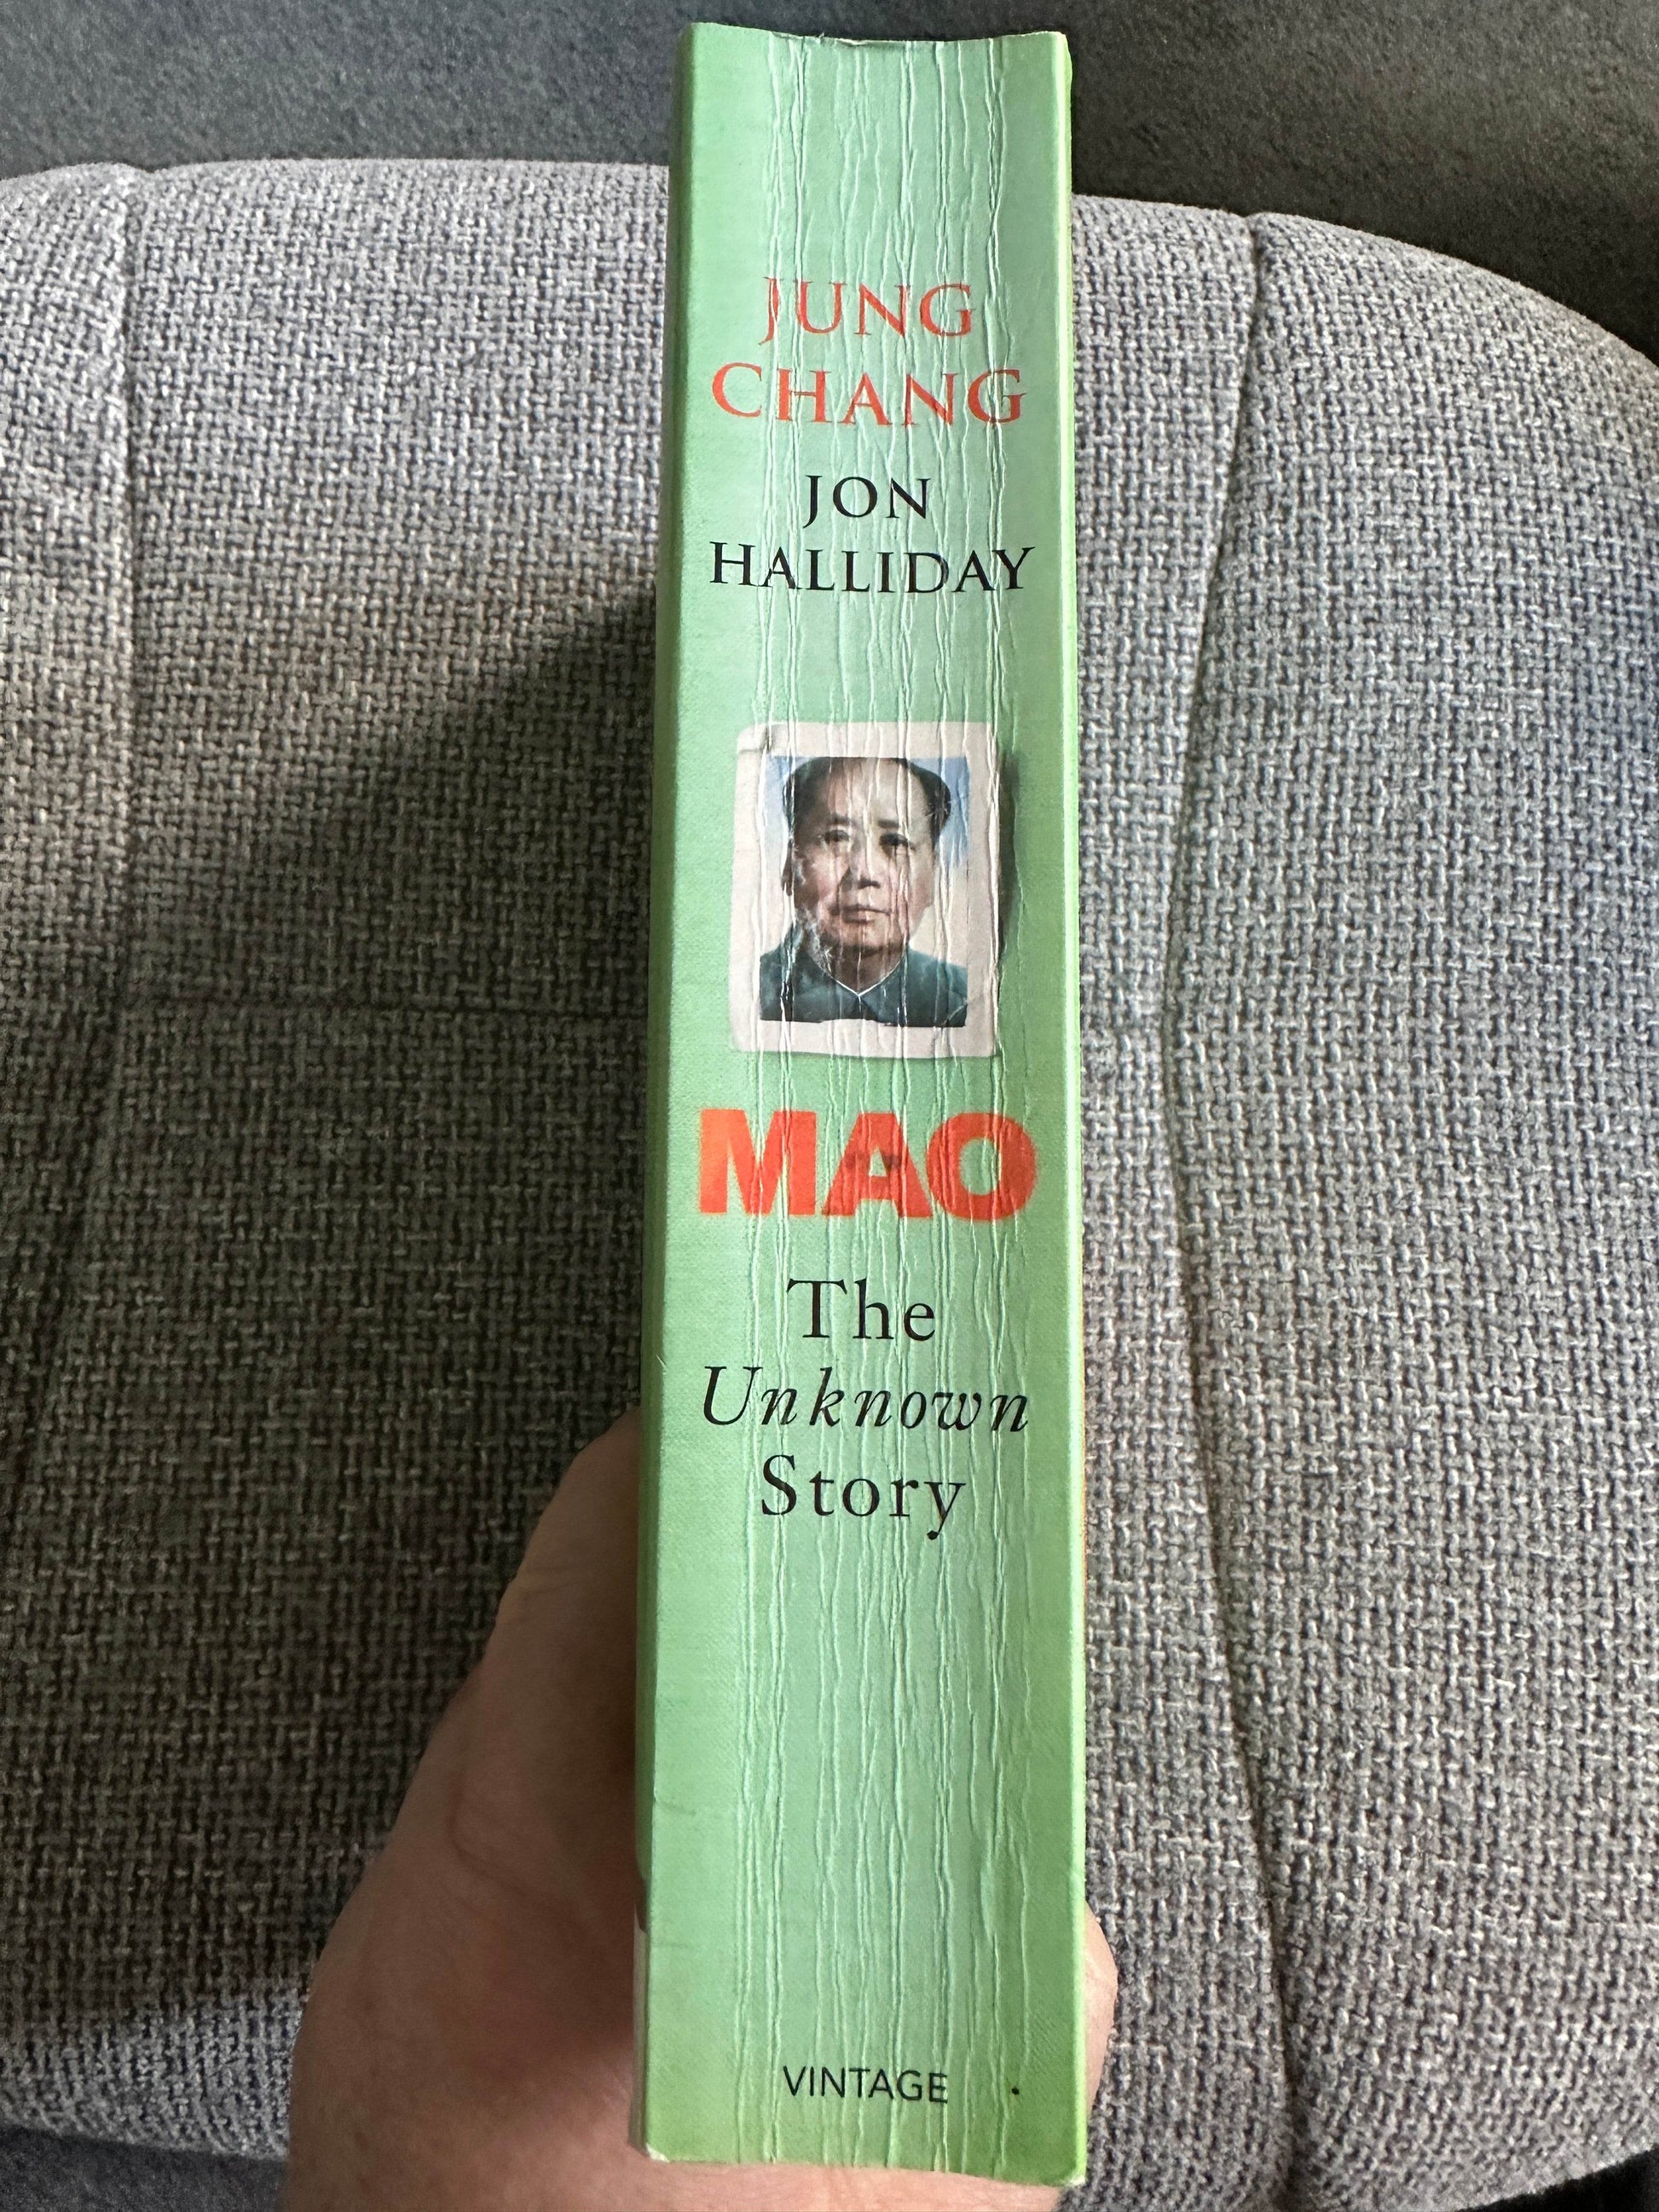 JUNG
CHANG
JON
HALLIDAY
MAO
The
Unknown
Story
VINTAGE